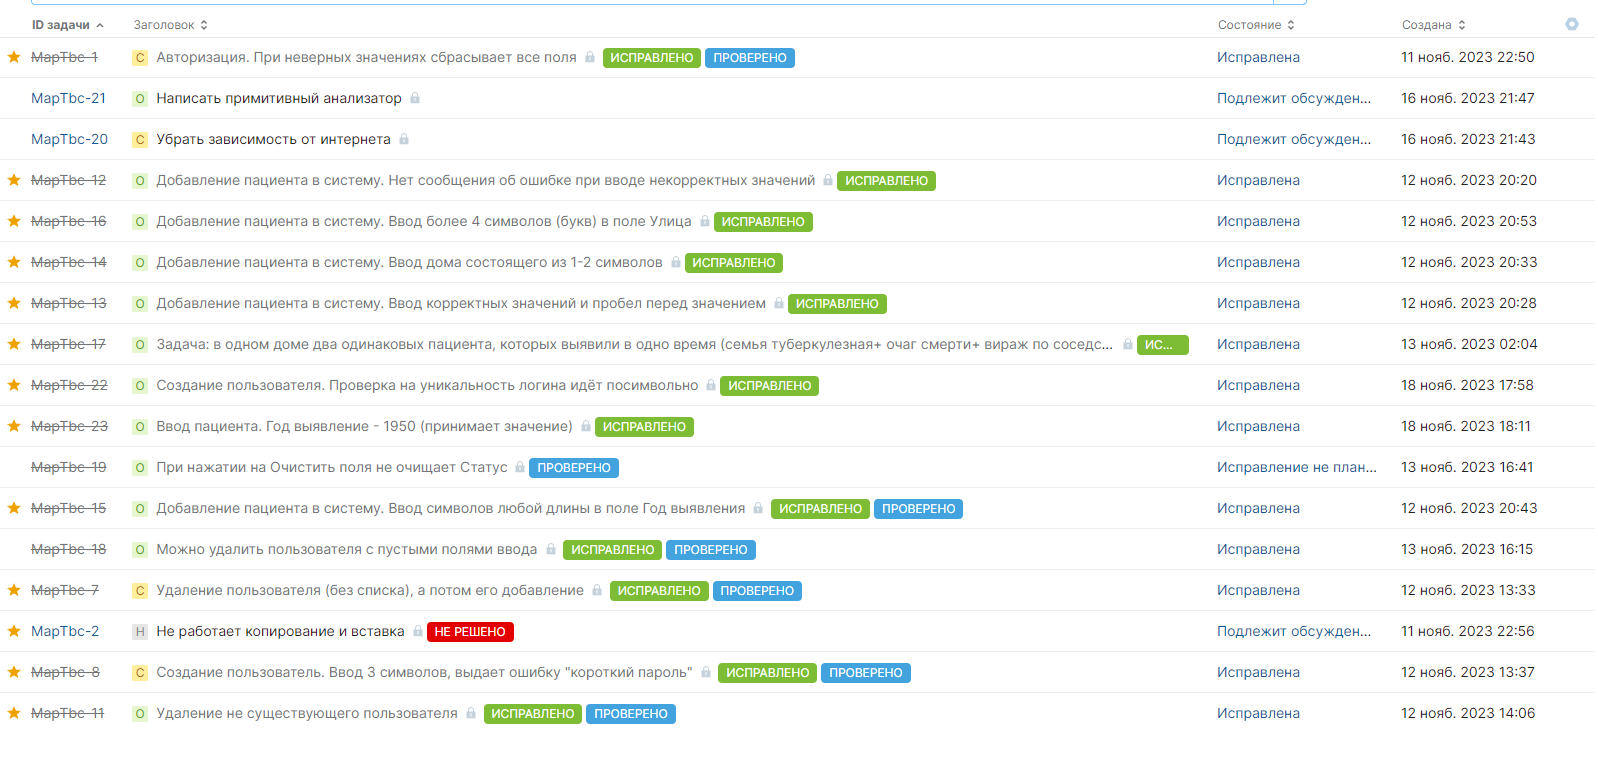 ID задачи Заголовок Состояние Создана
MapTbc-1 С Авторизация. При неверных значениях сбрасывает все поля ИСПРАВЛЕНО ПРОВЕРЕНО Исправлена 11 нояб. 2023 22:50
MapTbc-21 О Написать примитивный анализатор Подлежит обсужден... 16 нояб. 2023 21:47
MapTbc-20 С Убрать зависимость от интернета Подлежит обсужден... 16 нояб. 2023 21:43
MapTbc-12 О Добавление пациента в систему. Нет сообщения об ошибке при вводе некорректных значений ИСПРАВЛЕНО Исправлена 12 нояб. 2023 20:20
MapTbc-16 О Добавление пациента в систему. Ввод более 4 символов (букв) в поле Улица ИСПРАВЛЕНО Исправлена 12 нояб. 2023 20:53
MapTbc-14 О Добавление пациента в систему. Ввод дома состоящего из 1-2 символов ИСПРАВЛЕНО Исправлена 12 нояб. 2023 20:33
MapTbc-13 О Добавление пациента в систему. Ввод корректных значений и пробел перед значением ИСПРАВЛЕНО Исправлена 12 нояб. 2023 20:28
MapTbc-17 О Задача: в одном доме два одинаковых пациента, которых выявили в одно время (семья туберкулезная+ очаг смерти+ вираж по соседс... ИС... Исправлена 13 нояб. 2023 02:04
MapTbc-22 О Создание пользователя. Проверка на уникальность логина идёт посимвольно ИСПРАВЛЕНО Исправлена 18 нояб. 2023 17:58
MapTbc-23 О Ввод пациента. Год выявление - 1950 (принимает значение) ИСПРАВЛЕНО Исправлена 18 нояб. 2023 18:11
MapTbc-19 О При нажатии на Очистить поля не очищает Статус ПРОВЕРЕНО Исправление не план... 13 нояб. 2023 16:41
MapTbc-15 О Добавление пациента в систему. Ввод символов любой длины в поле Год выявления ИСПРАВЛЕНО ПРОВЕРЕНО Исправлена 12 нояб. 2023 20:43
MapTbc-18 О Можно удалить пользователя с пустыми полями ввода ИСПРАВЛЕНО ПРОВЕРЕНО Исправлена 13 нояб. 2023 16:15
MapTbc-7 С Удаление пользователя (без списка), а потом его добавление ИСПРАВЛЕНО ПРОВЕРЕНО Исправлена 12 нояб. 2023 13:33
MapTbc-2 Н Не работает копирование и вставка НЕ РЕШЕНО Подлежит обсужден... 11 нояб. 2023 22:56
MapTbc-8 С Создание пользователь. Ввод 3 символов, выдает ошибку "короткий пароль" ИСПРАВЛЕНО ПРОВЕРЕНО Исправлена 12 нояб. 2023 13:37
MapTbc-11 О Удаление не существующего пользователя ИСПРАВЛЕНО ПРОВЕРЕНО Исправлена 12 нояб. 2023 14:06